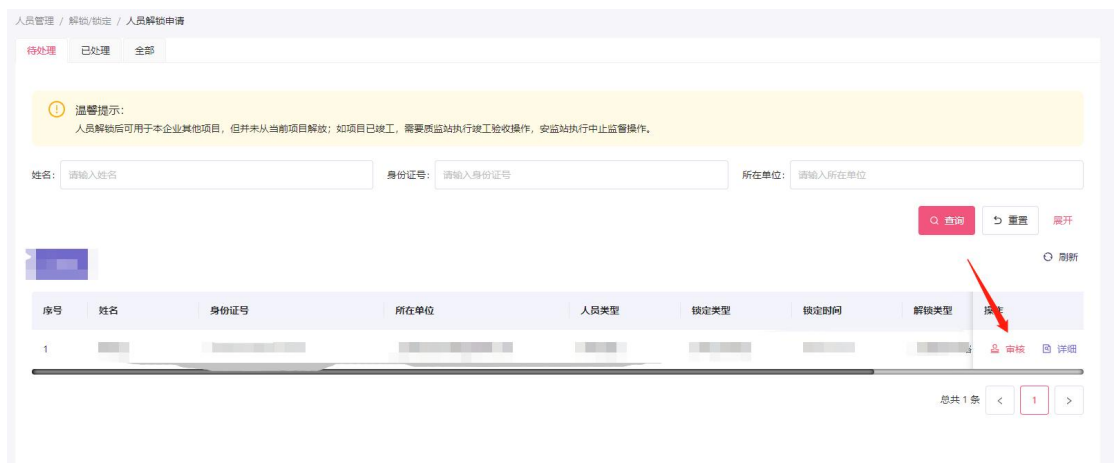 人员管理 / 解锁/锁定 / 人员解锁申请
待处理 已处理 全部
温馨提示：
人员解锁后可用于本企业其他项目，但并未从当前项目解放；如项目已竣工，需要质监站执行竣工验收操作，安监站执行中止监督操作。
姓名： 请输入姓名 身份证号： 请输入身份证号 所在单位： 请输入所在单位
查询 重置 展开
刷新
序号 姓名 身份证号 所在单位 人员类型 锁定类型 锁定时间 解锁类型 操作
1 审核 详细
总共 1 条 < 1 >